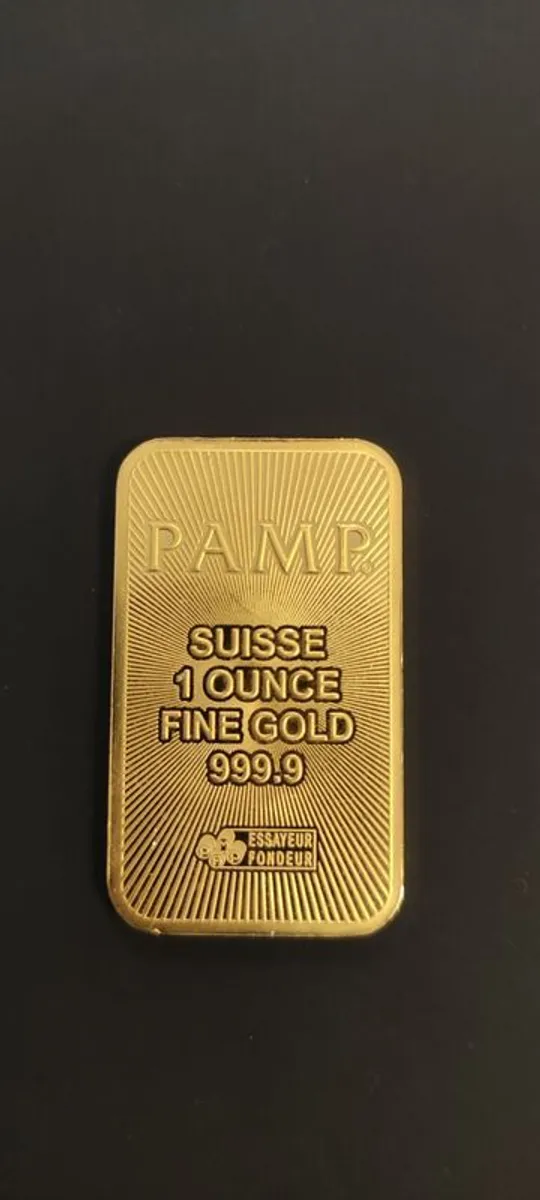 PAMP®
SUISSE
1 OUNCE
FINE GOLD
999.9
ESSAYEUR
FONDEUR